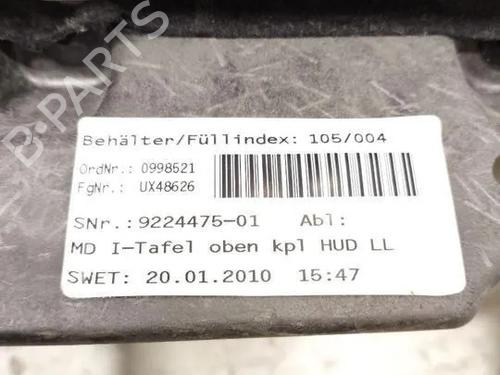 Behälter/Füllindex: 105/004
OrdNr.: 0998521
FgNr.: UX48626
SNr.:9224475-01 Abl:
MD I-Tafel oben kpl HUD LL
SWET: 20.01.2010 15:47
B-PARTS